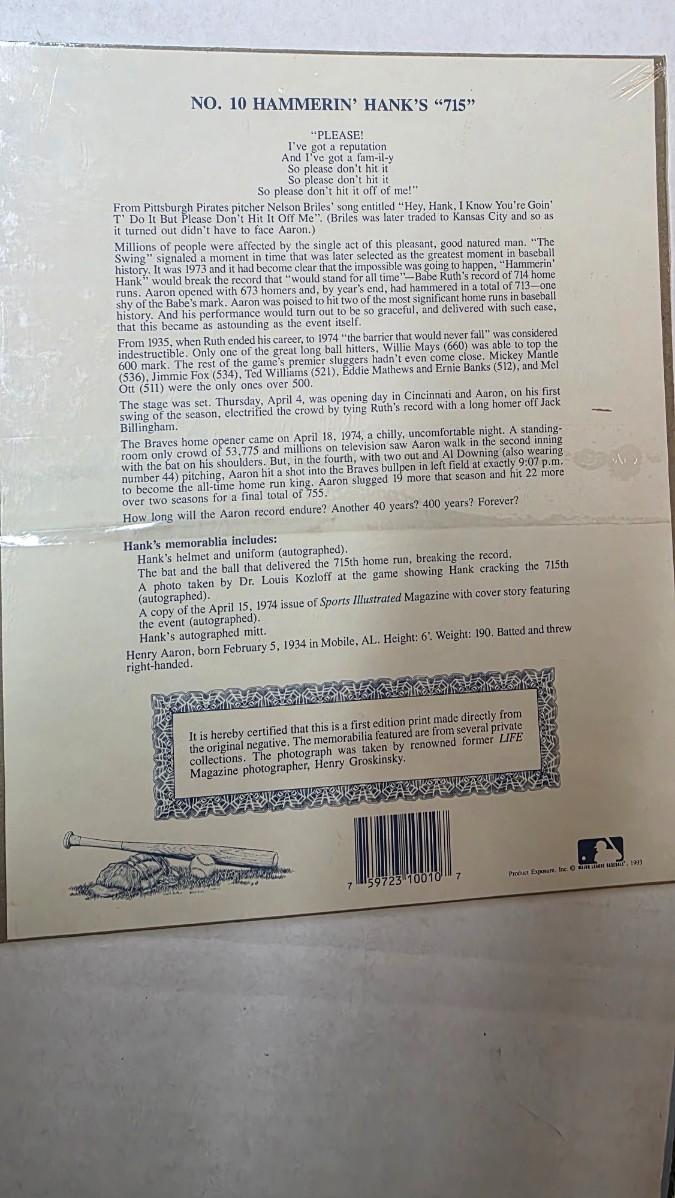 NO. 10 HAMMERIN' HANK'S “715”
“PLEASE!
I've got a reputation
And I've got a fam-il-y
So please don't hit it
So please don't hit it
So please don't hit it off of me!”
From Pittsburgh Pirates pitcher Nelson Briles' song entitled “Hey, Hank, I Know You're Goin'
T' Do It But Please Don't Hit It Off Me”. (Briles was later traded to Kansas City and so as
it turned out didn't have to face Aaron.)
Millions of people were affected by the single act of this pleasant, good natured man. “The
Swing” signaled a moment in time that was later selected as the greatest moment in baseball
history. It was 1973 and it had become clear that the impossible was going to happen, “Hammerin'
Hank” would break the record that “would stand for all time”—Babe Ruth's record of 714 home
runs. Aaron opened with 673 homers and, by year's end, had hammered in a total of 713—one
shy of the Babe's mark. Aaron was poised to hit two of the most significant home runs in baseball
history. And his performance would turn out to be so graceful, and delivered with such ease,
that this became as astounding as the event itself.
From 1935, when Ruth ended his career, to 1974 “the barrier that would never fall” was considered
indestructible. Only one of the great long ball hitters, Willie Mays (660) was able to top the
600 mark. The rest of the game's premier sluggers hadn't even come close. Mickey Mantle
(536), Jimmie Fox (534), Ted Williams (521), Eddie Mathews and Ernie Banks (512), and Mel
Ott (511) were the only ones over 500.
The stage was set. Thursday, April 4, was opening day in Cincinnati and Aaron, on his first
swing of the season, electrified the crowd by tying Ruth's record with a long homer off Jack
Billingham.
The Braves home opener came on April 18, 1974, a chilly, uncomfortable night. A standing-
room only crowd of 53,775 and millions on television saw Aaron walk in the second inning
with the bat on his shoulders. But, in the fourth, with two out and Al Downing (also wearing
number 44) pitching, Aaron hit a shot into the Braves bullpen in left field at exactly 9:07 p.m.
to become the all-time home run king. Aaron slugged 19 more that season and hit 22 more
over two seasons for a final total of 755.
How long will the Aaron record endure? Another 40 years? 400 years? Forever?
Hank's memorablia includes:
Hank's helmet and uniform (autographed).
The bat and the ball that delivered the 715th home run, breaking the record.
A photo taken by Dr. Louis Kozloff at the game showing Hank cracking the 715th
(autographed).
A copy of the April 15, 1974 issue of Sports Illustrated Magazine with cover story featuring
the event (autographed).
Hank's autographed mitt.
Henry Aaron, born February 5, 1934 in Mobile, AL. Height: 6'. Weight: 190. Batted and threw
right-handed.
It is hereby certified that this is a first edition print made directly from
the original negative. The memorabilia featured are from several private
collections. The photograph was taken by renowned former LIFE
Magazine photographer, Henry Groskinsky.
7 59723 10010 7
Product Exposure, Inc. © MAJOR LEAGUE BASEBALL, 1993